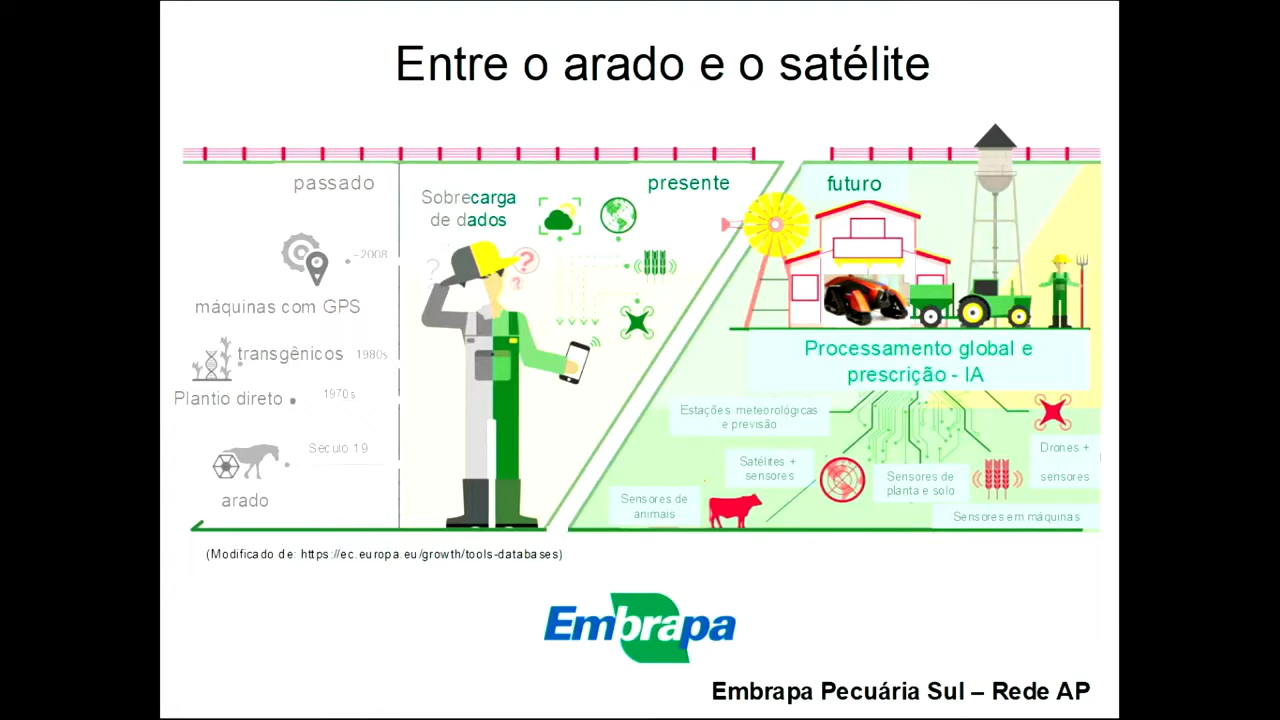 Entre o arado e o satélite
passado
~2008
máquinas com GPS
transgênicos 1980s
Plantio direto 1970s
Século 19
arado
Sobrecarga
de dados
presente
?
?
?
futuro
Processamento global e
prescrição - IA
Estações meteorológicas
e previsão
Satélites +
sensores
Sensores de
animais
Sensores de
planta e solo
Drones +
sensores
Sensores em máquinas
(Modificado de: https://ec.europa.eu/growth/tools-databases)
Embrapa
Embrapa Pecuária Sul – Rede AP